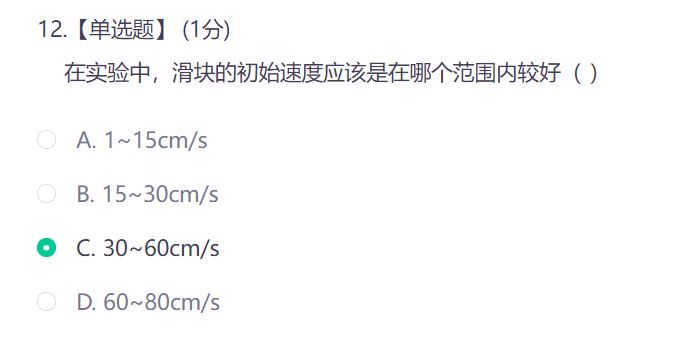 12.【单选题】 (1分)
在实验中，滑块的初始速度应该是在哪个范围内较好（ ）
A. 1~15cm/s
B. 15~30cm/s
C. 30~60cm/s
D. 60~80cm/s